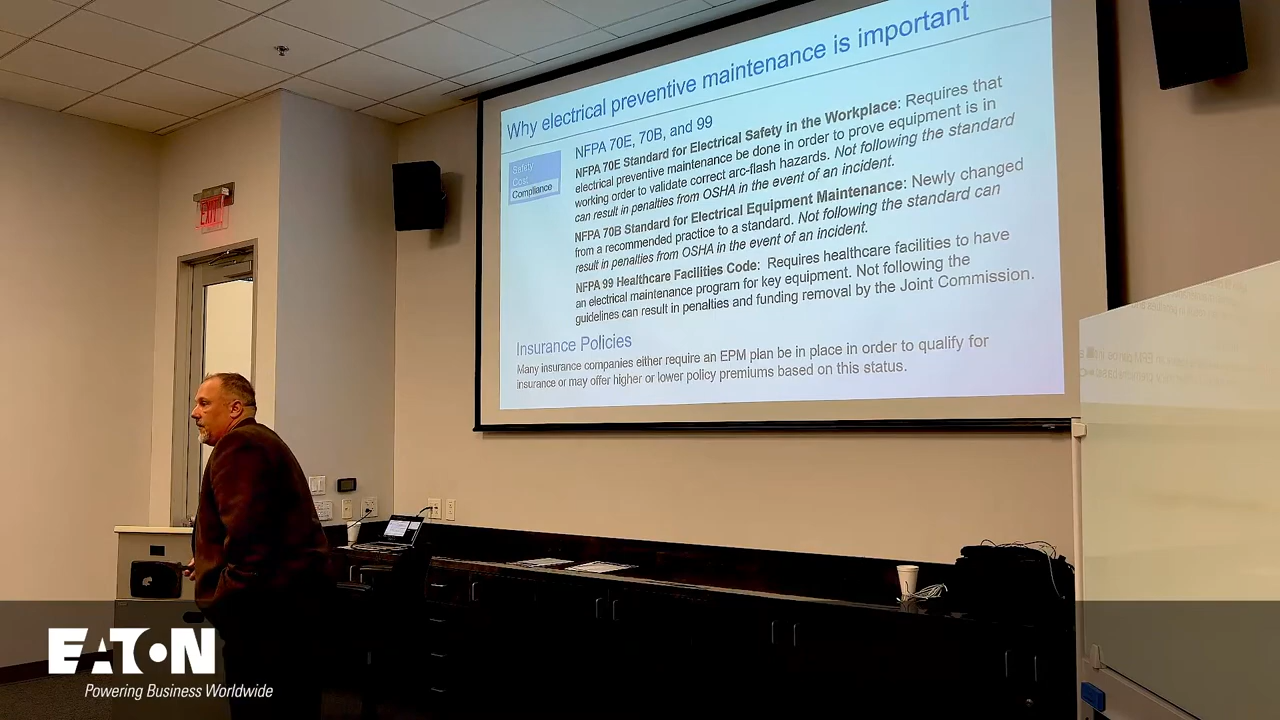 Why electrical preventive maintenance is important
Safety
Cost
Compliance
NFPA 70E, 70B, and 99
NFPA 70E Standard for Electrical Safety in the Workplace: Requires that
electrical preventive maintenance be done in order to prove equipment is in
working order to validate correct arc-flash hazards. Not following the standard
can result in penalties from OSHA in the event of an incident.
NFPA 70B Standard for Electrical Equipment Maintenance: Newly changed
from a recommended practice to a standard. Not following the standard can
result in penalties from OSHA in the event of an incident.
NFPA 99 Healthcare Facilities Code: Requires healthcare facilities to have
an electrical maintenance program for key equipment. Not following the
guidelines can result in penalties and funding removal by the Joint Commission.
Insurance Policies
Many insurance companies either require an EPM plan be in place in order to qualify for
insurance or may offer higher or lower policy premiums based on this status.
EXIT
EATON
Powering Business Worldwide